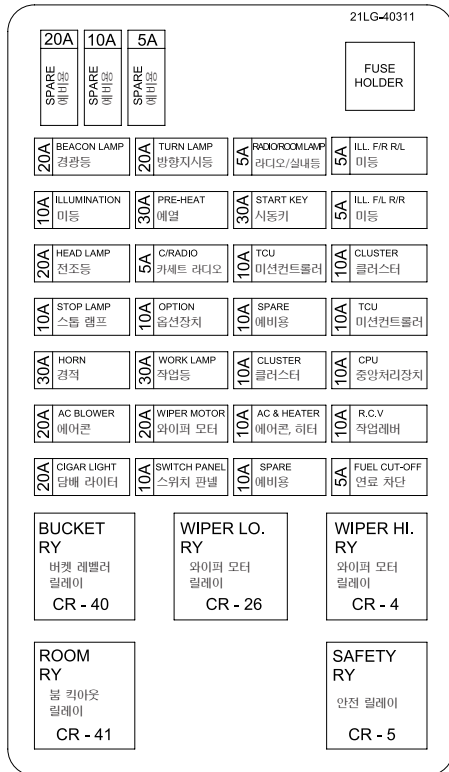 21LG-40311
20A 10A 5A
SPARE 예비용 SPARE 예비용 SPARE 예비용
FUSE
HOLDER
20A BEACON LAMP 경광등
20A TURN LAMP 방향지시등
5A RADIO/ROOM LAMP 라디오/실내등
5A ILL. F/R R/L 미등
10A ILLUMINATION 미등
30A PRE-HEAT 예열
30A START KEY 시동키
5A ILL. F/L R/R 미등
20A HEAD LAMP 전조등
5A C/RADIO 카세트 라디오
10A TCU 미션컨트롤러
10A CLUSTER 클러스터
10A STOP LAMP 스톱 램프
10A OPTION 옵션장치
10A SPARE 예비용
10A TCU 미션컨트롤러
30A HORN 경적
30A WORK LAMP 작업등
10A CLUSTER 클러스터
10A CPU 중앙처리장치
20A AC BLOWER 에어콘
20A WIPER MOTOR 와이퍼 모터
10A AC & HEATER 에어콘, 히터
10A R.C.V 작업레버
20A CIGAR LIGHT 담배 라이터
10A SWITCH PANEL 스위치 판넬
10A SPARE 예비용
5A FUEL CUT-OFF 연료 차단
BUCKET
RY
버켓 레벨러
릴레이
CR - 40
WIPER LO.
RY
와이퍼 모터
릴레이
CR - 26
WIPER HI.
RY
와이퍼 모터
릴레이
CR - 4
ROOM
RY
붐 킥아웃
릴레이
CR - 41
SAFETY
RY
안전 릴레이
CR - 5